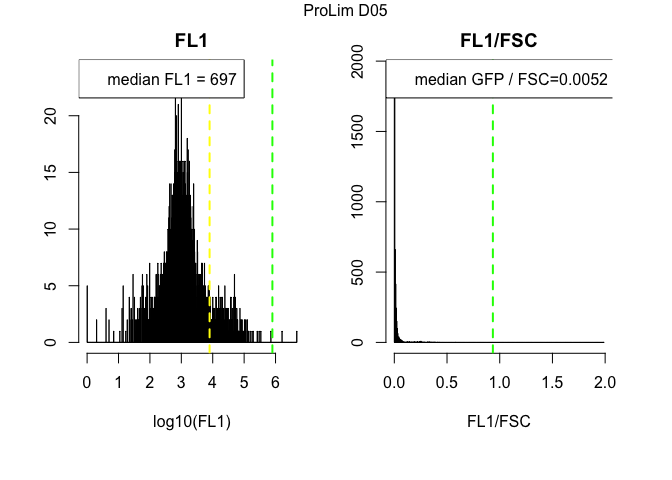 ProLim D05
FL1
median FL1 = 697
20
15
10
5
0
0 1 2 3 4 5 6
log10(FL1)
FL1/FSC
median GFP / FSC=0.0052
2000
1500
1000
500
0
0.0 0.5 1.0 1.5 2.0
FL1/FSC